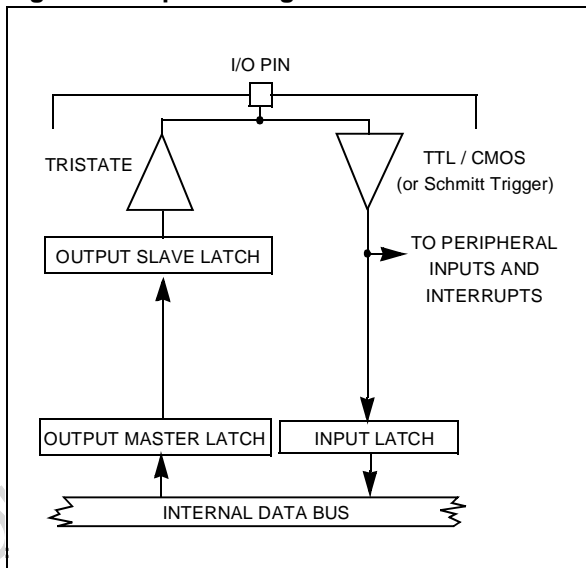 I/O PIN
TRISTATE
TTL / CMOS
(or Schmitt Trigger)
TO PERIPHERAL
INPUTS AND
INTERRUPTS
OUTPUT SLAVE LATCH
OUTPUT MASTER LATCH
INPUT LATCH
INTERNAL DATA BUS